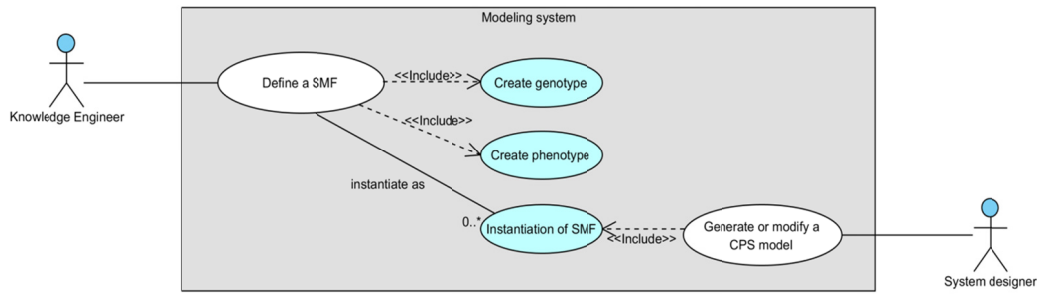 Modeling system
Knowledge Engineer
Define a SMF
<<Include>>
Create genotype
<<Include>>
Create phenotype
instantiate as
0..*
Instantiation of SMF
<<Include>>
Generate or modify a
CPS model
System designer